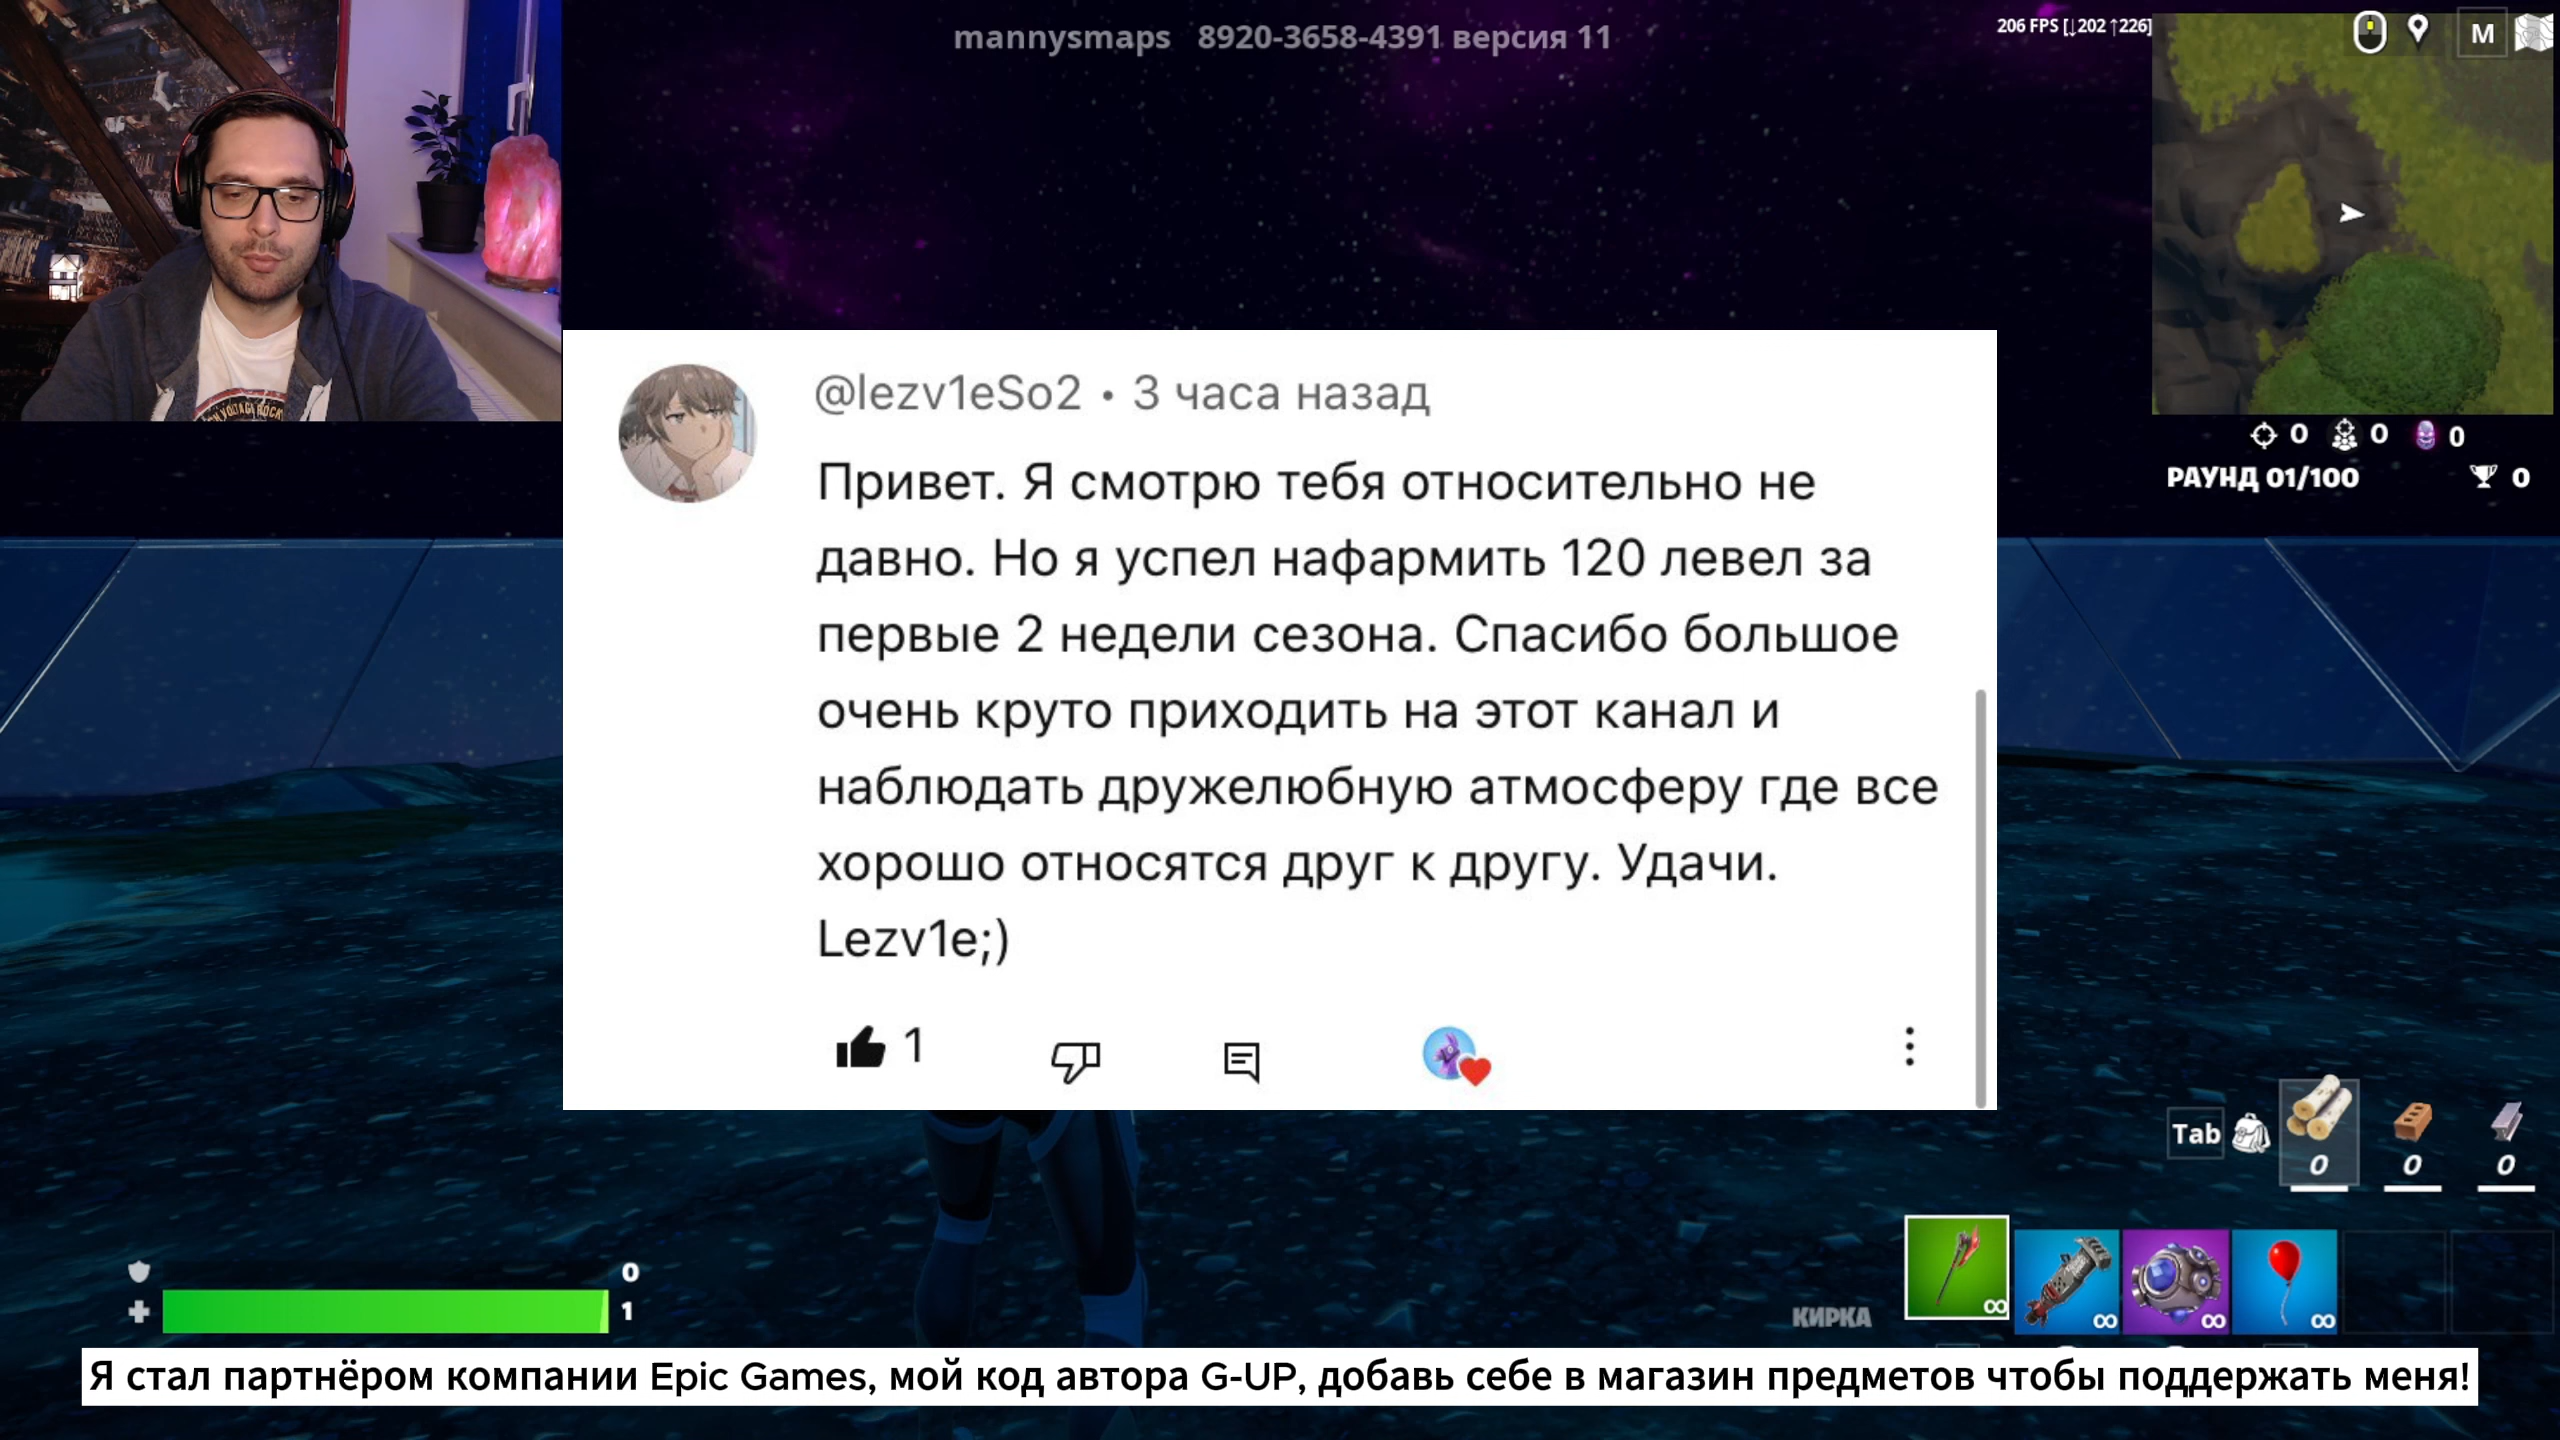 mannysmaps 8920-3658-4391 версия 11
206 FPS [↓202 ↑226]
M
0 0 0
РАУНД 01/100 0
@lezv1eSo2 • 3 часа назад
Привет. Я смотрю тебя относительно не
давно. Но я успел нафармить 120 левел за
первые 2 недели сезона. Спасибо большое
очень круто приходить на этот канал и
наблюдать дружелюбную атмосферу где все
хорошо относятся друг к другу. Удачи.
Lezv1e;)
1
Tab
0 0 0
0
1
КИРКА
∞ ∞ ∞ ∞
Я стал партнёром компании Epic Games, мой код автора G-UP, добавь себе в магазин предметов чтобы поддержать меня!